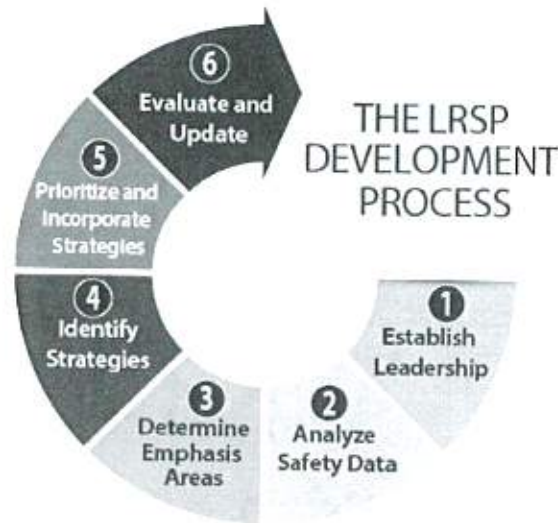 THE LRSP
DEVELOPMENT
PROCESS
1
Establish
Leadership
2
Analyze
Safety Data
3
Determine
Emphasis
Areas
4
Identify
Strategies
5
Prioritize and
Incorporate
Strategies
6
Evaluate and
Update